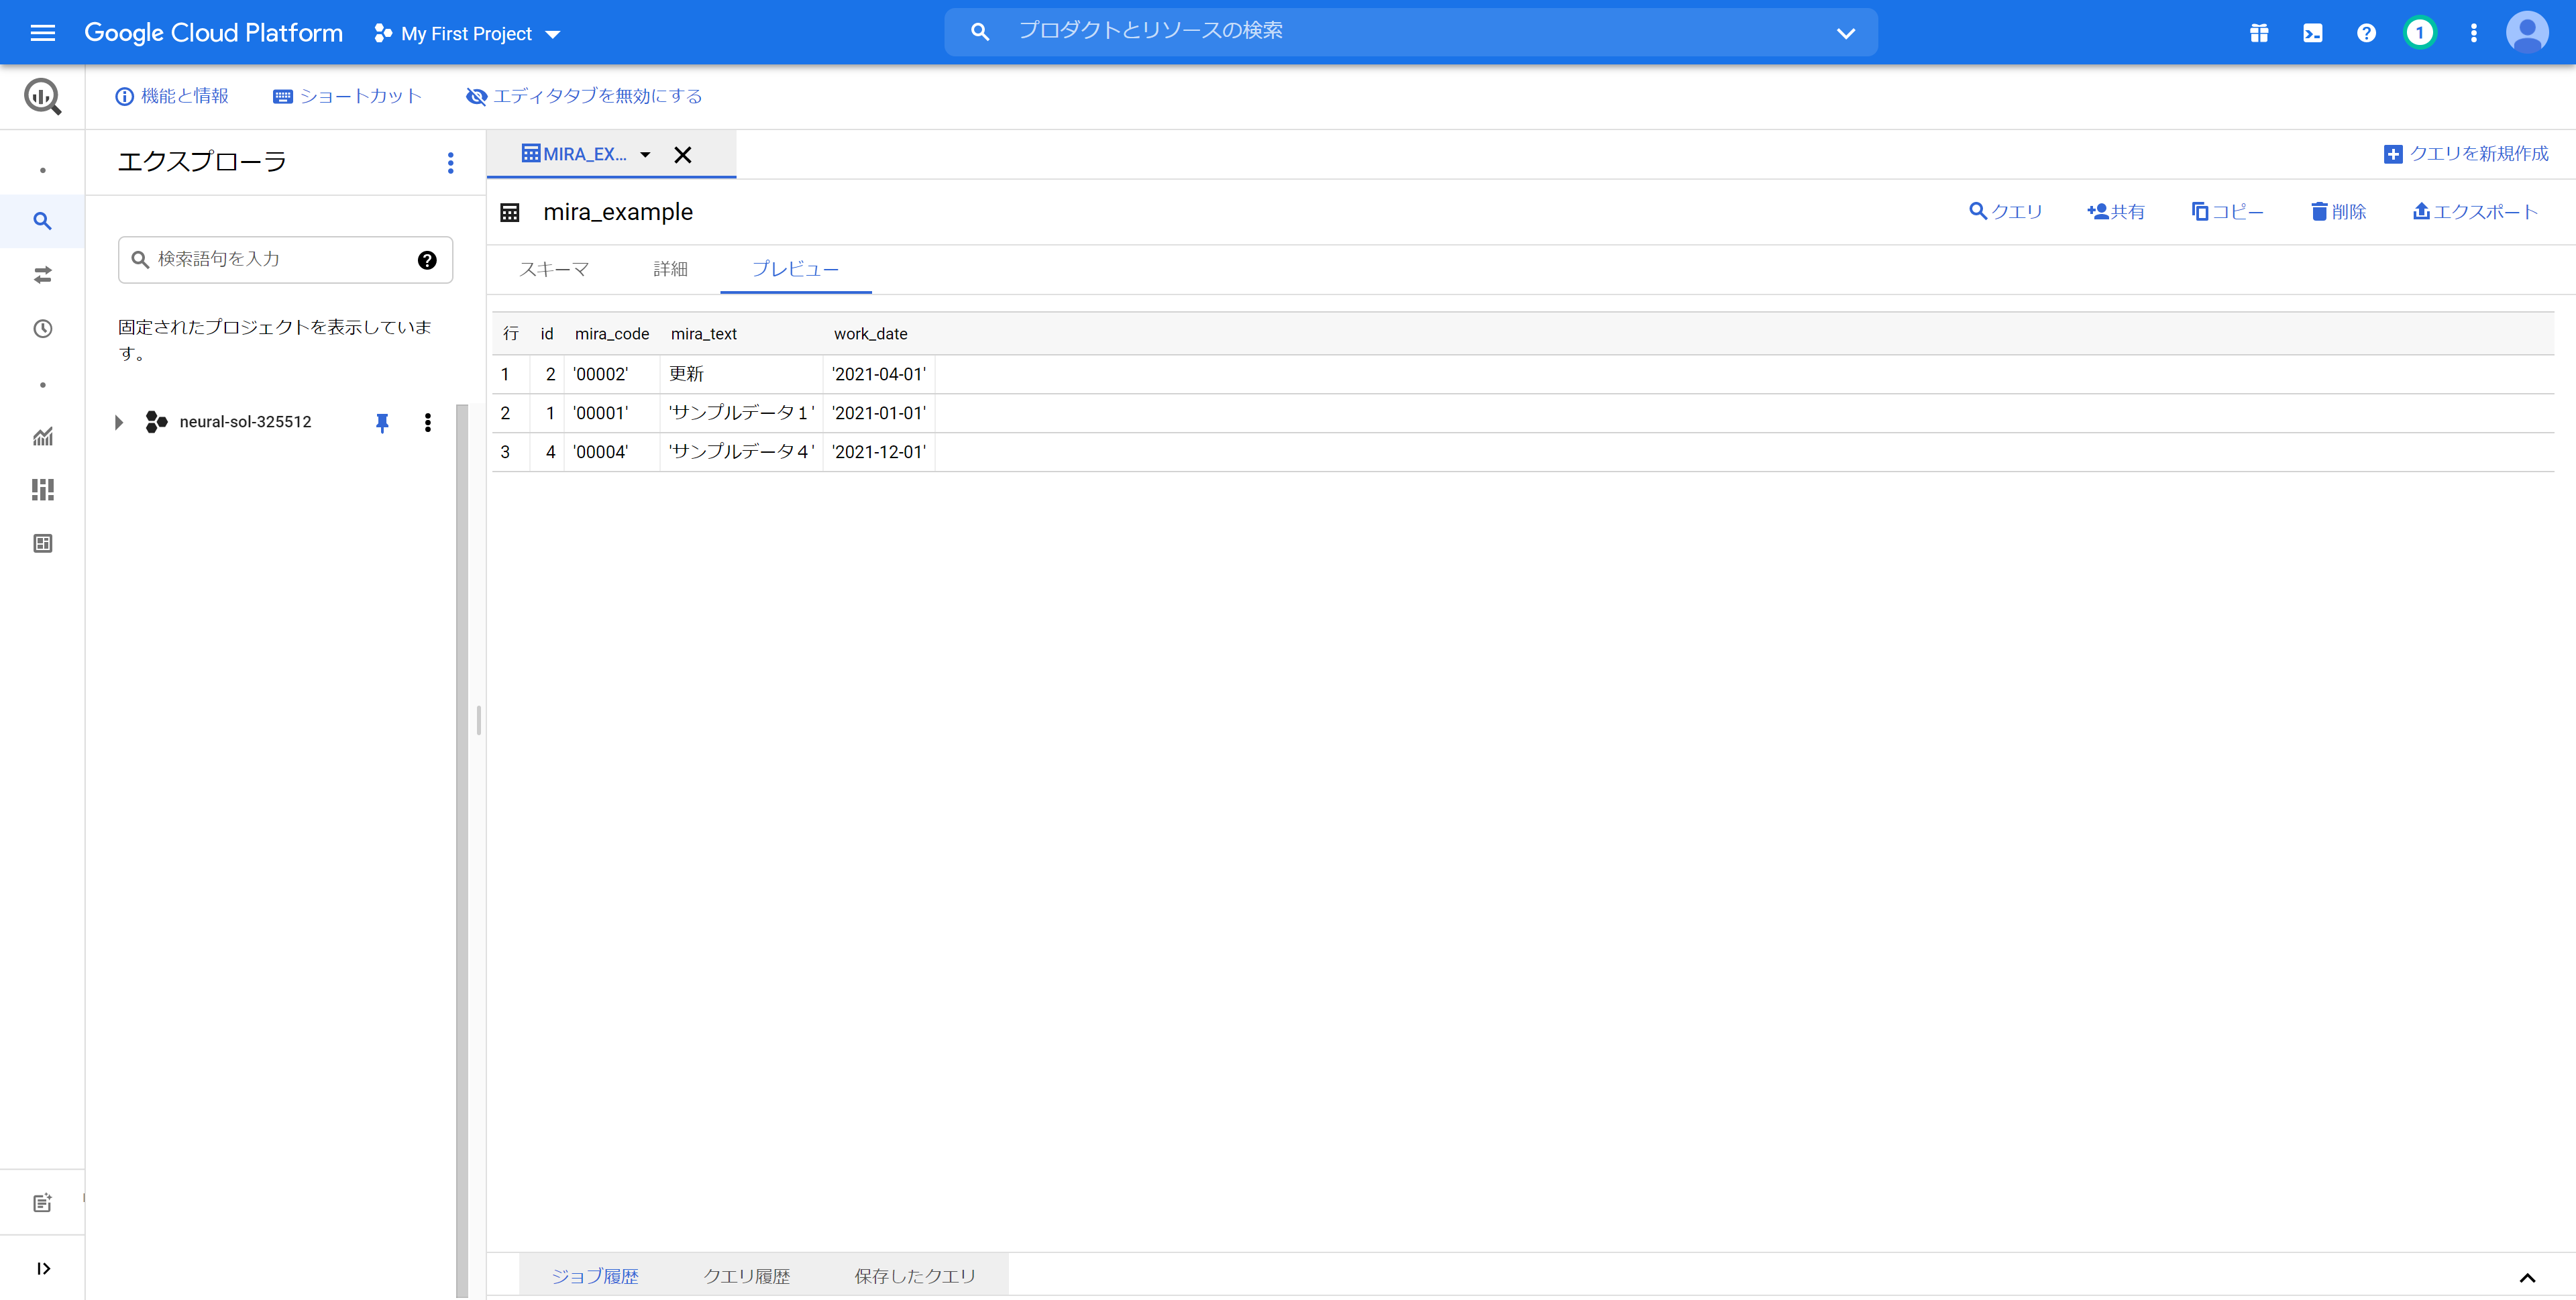 Google Cloud Platform My First Project プロダクトとリソースの検索 1
機能と情報 ショートカット エディタタブを無効にする
エクスプローラ
検索語句を入力
固定されたプロジェクトを表示していま
す。
neural-sol-325512
MIRA_EX... クエリを新規作成
mira_example クエリ 共有 コピー 削除 エクスポート
スキーマ 詳細 プレビュー
行 id mira_code mira_text work_date
1 2 '00002' 更新 '2021-04-01'
2 1 '00001' 'サンプルデータ１' '2021-01-01'
3 4 '00004' 'サンプルデータ４' '2021-12-01'
ジョブ履歴 クエリ履歴 保存したクエリ